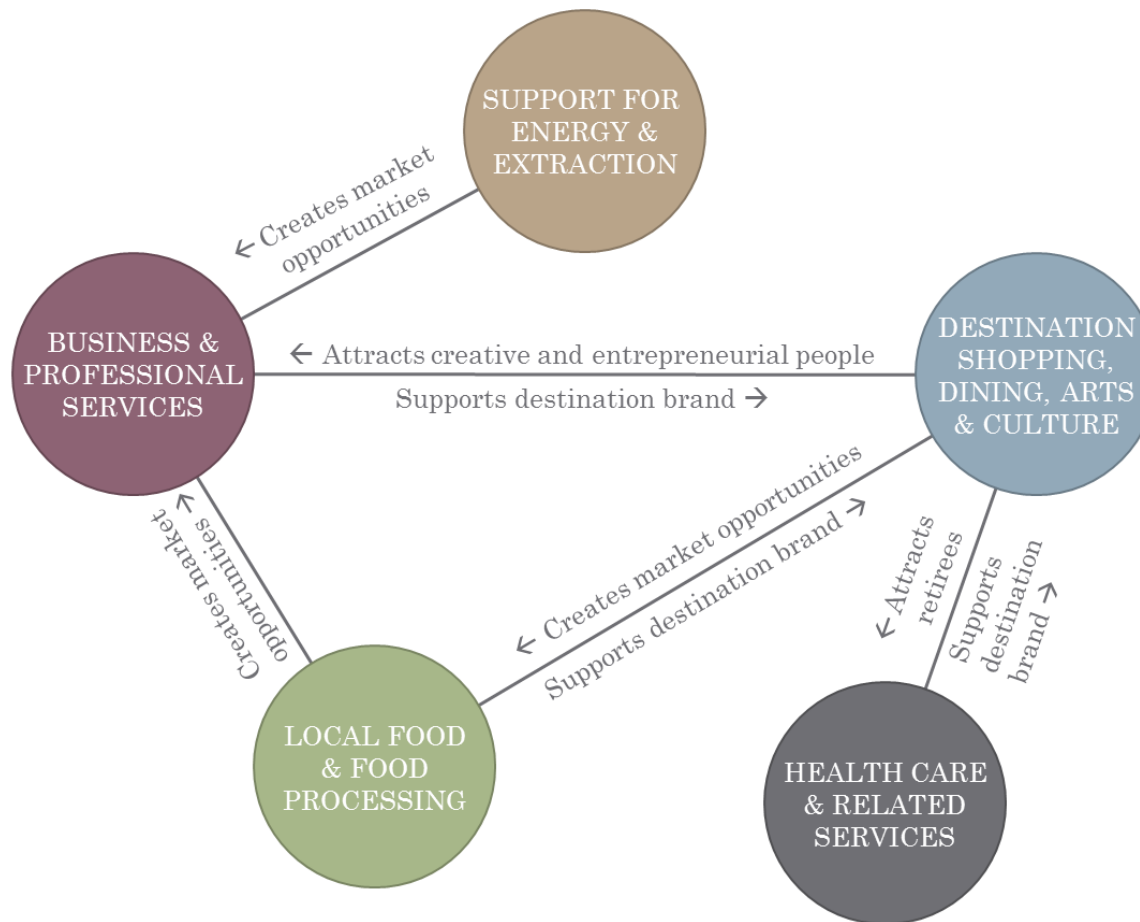 SUPPORT FOR
ENERGY &
EXTRACTION
← Creates market
opportunities
BUSINESS &
PROFESSIONAL
SERVICES
← Attracts creative and entrepreneurial people
Supports destination brand →
DESTINATION
SHOPPING,
DINING, ARTS
& CULTURE
Creates market
opportunities →
← Creates market opportunities
Supports destination brand →
← Attracts
retirees
Supports
destination
brand →
LOCAL FOOD
& FOOD
PROCESSING
HEALTH CARE
& RELATED
SERVICES